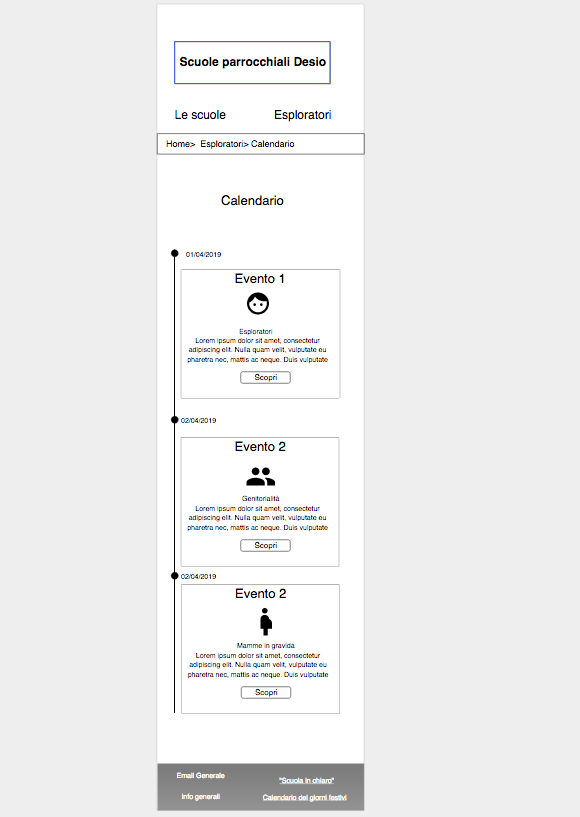 Scuole parrocchiali Desio
Le scuole Esploratori
Home> Esploratori> Calendario
Calendario
01/04/2019
Evento 1
Esploratori
Lorem ipsum dolor sit amet, consectetur
adipiscing elit. Nulla quam velit, vulputate eu
pharetra nec, mattis ac neque. Duis vulputate
Scopri
02/04/2019
Evento 2
Genitorialità
Lorem ipsum dolor sit amet, consectetur
adipiscing elit. Nulla quam velit, vulputate eu
pharetra nec, mattis ac neque. Duis vulputate
Scopri
02/04/2019
Evento 2
Mamme in gravida
Lorem ipsum dolor sit amet, consectetur
adipiscing elit. Nulla quam velit, vulputate eu
pharetra nec, mattis ac neque. Duis vulputate
Scopri
Email Generale "Scuola in chiaro"
Info generali Calendario dei giorni festivi